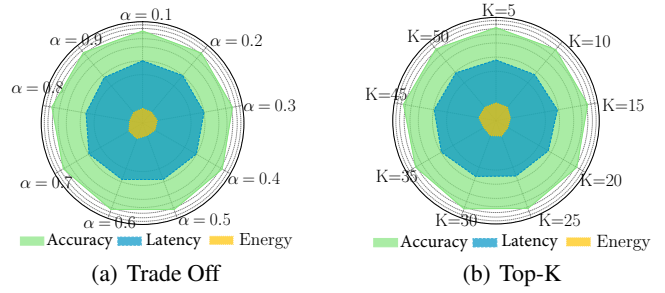 α = 0.1
α = 0.2
α = 0.3
α = 0.4
α = 0.5
α = 0.6
α = 0.7
α = 0.8
α = 0.9
Accuracy Latency Energy
(a) Trade Off
K=5
K=10
K=15
K=20
K=25
K=30
K=35
K=45
K=50
Accuracy Latency Energy
(b) Top-K